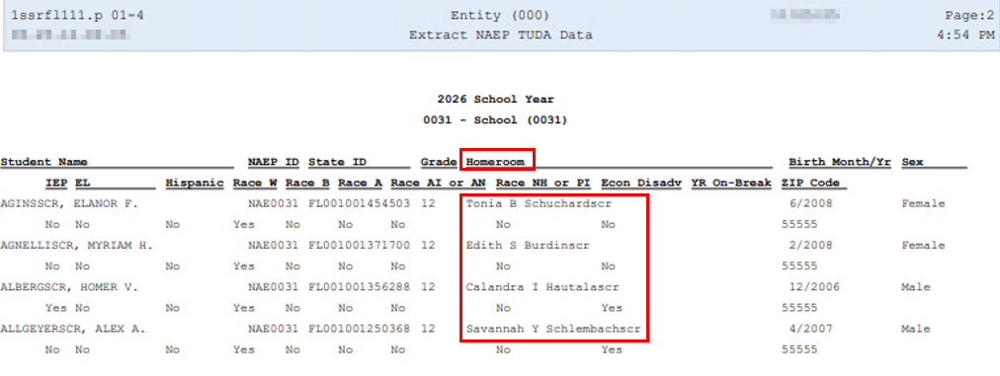 1ssrfl111.p 01-4 Entity (000) Page:2
Extract NAEP TUDA Data 4:54 PM
2026 School Year
0031 - School (0031)
Student Name NAEP ID State ID Grade Homeroom Birth Month/Yr Sex
IEP EL Hispanic Race W Race B Race A Race AI or AN Race NH or PI Econ Disadv YR On-Break ZIP Code
AGINSSCR, ELANOR F. NAE0031 FL001001454503 12 Tonia B Schuchardscr 6/2008 Female
No No No Yes No No No No 55555
AGNELLISCR, MYRIAM H. NAE0031 FL001001371700 12 Edith S Burdinscr 2/2008 Female
No No No Yes No No No No 55555
ALBERGSCR, HOMER V. NAE0031 FL001001356288 12 Calandra I Hautalascr 12/2006 Male
Yes No No Yes No No No Yes 55555
ALLGEYERSCR, ALEX A. NAE0031 FL001001250368 12 Savannah Y Schlembachscr 4/2007 Male
No No No Yes No No No Yes 55555